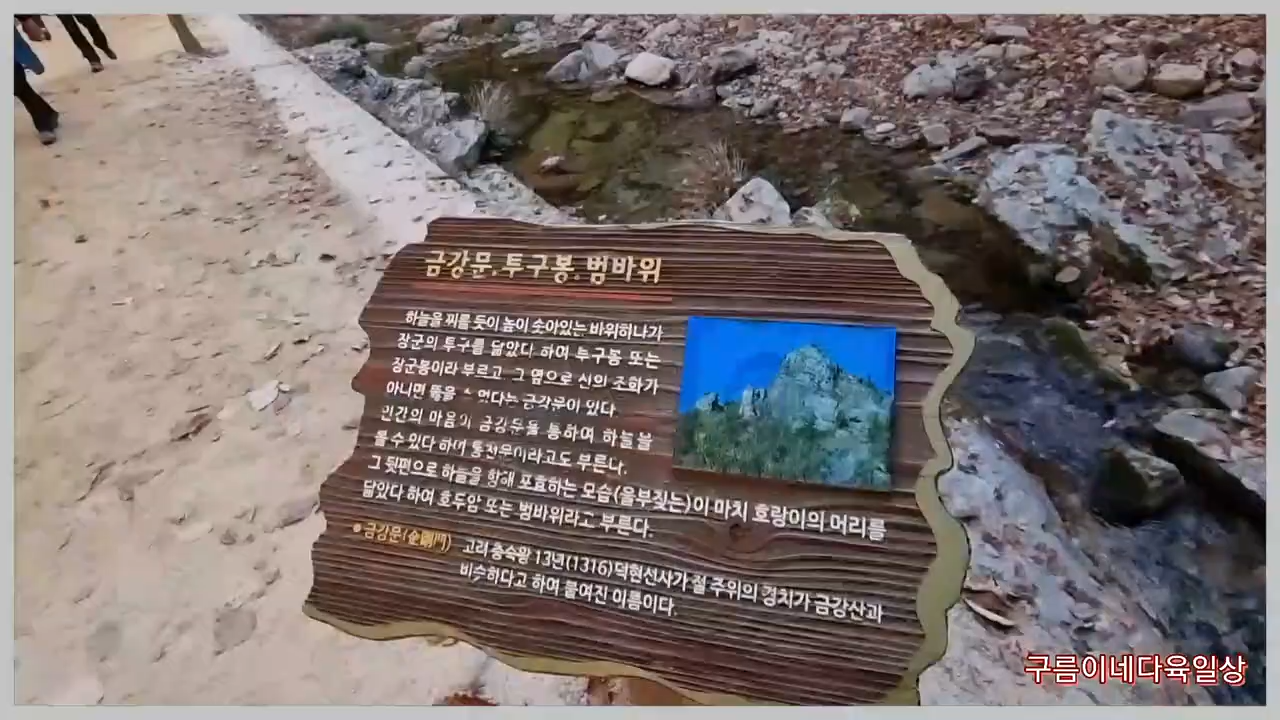 금강문.투구봉.범바위
하늘을 찌를 듯이 높이 솟아있는 바위하나가
장군의 투구를 닮았다 하여 투구봉 또는
장군봉이라 부르고, 그 옆으로 신의 조화가
아니면 뚫을 수 없다는 금강문이 있다.
인간의 마음이 금강문을 통하여 하늘을
볼 수 있다 하며 통천문이라고도 부른다.
그 뒷편으로 하늘을 향해 포효하는 모습(울부짖는)이 마치 호랑이의 머리를
닮았다 하여 호두암 또는 범바위라고 부른다.
●금강문(金剛門) 고려 충숙왕 13년(1316)덕현선사가 절 주위의 경치가 금강산과
비슷하다고 하여 붙여진 이름이다.
구름이네다육일상